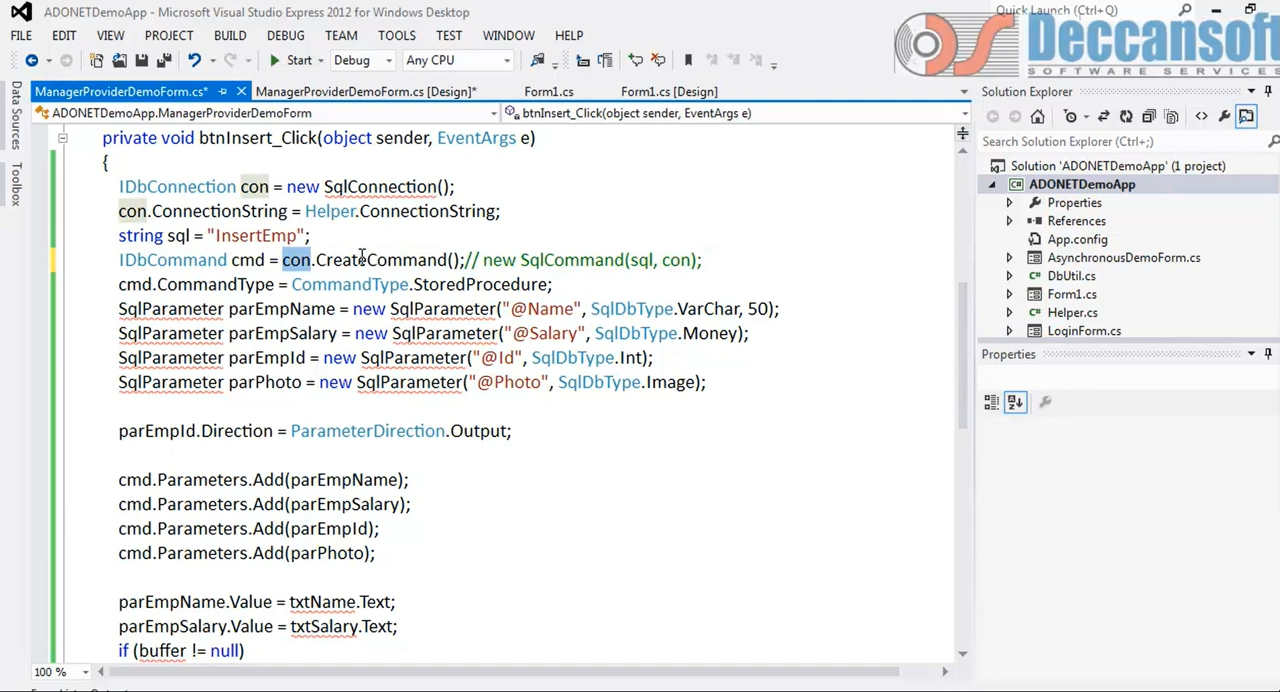 ADONETDemoApp - Microsoft Visual Studio Express 2012 for Windows Desktop
Quick Launch (Ctrl+Q)
FILE EDIT VIEW PROJECT BUILD DEBUG TEAM TOOLS TEST WINDOW HELP
Deccansoft
SOFTWARE SERVICES
Start Debug Any CPU
Data Sources
Toolbox
ManagerProviderDemoForm.cs* ManagerProviderDemoForm.cs [Design]* Form1.cs Form1.cs [Design]
ADONETDemoApp.ManagerProviderDemoForm btnInsert_Click(object sender, EventArgs e)
private void btnInsert_Click(object sender, EventArgs e)
{
IDbConnection con = new SqlConnection();
con.ConnectionString = Helper.ConnectionString;
string sql = "InsertEmp";
IDbCommand cmd = con.CreateCommand();// new SqlCommand(sql, con);
cmd.CommandType = CommandType.StoredProcedure;
SqlParameter parEmpName = new SqlParameter("@Name", SqlDbType.VarChar, 50);
SqlParameter parEmpSalary = new SqlParameter("@Salary", SqlDbType.Money);
SqlParameter parEmpId = new SqlParameter("@Id", SqlDbType.Int);
SqlParameter parPhoto = new SqlParameter("@Photo", SqlDbType.Image);
parEmpId.Direction = ParameterDirection.Output;
cmd.Parameters.Add(parEmpName);
cmd.Parameters.Add(parEmpSalary);
cmd.Parameters.Add(parEmpId);
cmd.Parameters.Add(parPhoto);
parEmpName.Value = txtName.Text;
parEmpSalary.Value = txtSalary.Text;
if (buffer != null)
100 %
Solution Explorer
Search Solution Explorer (Ctrl+;)
Solution 'ADONETDemoApp' (1 project)
ADONETDemoApp
Properties
References
App.config
AsynchronousDemoForm.cs
DbUtil.cs
Form1.cs
Helper.cs
LoginForm.cs
Properties